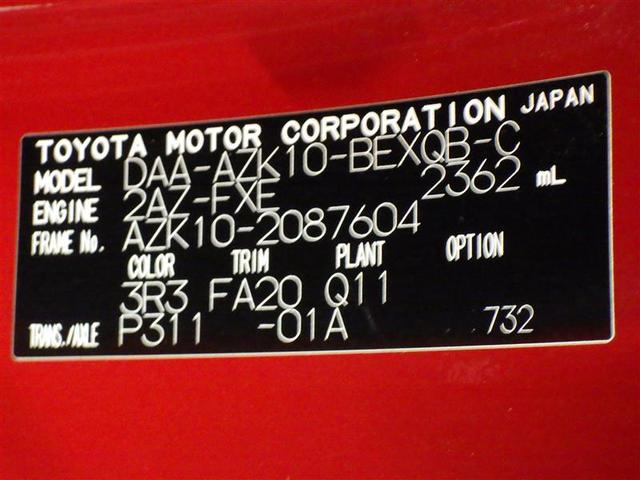 TOYOTA MOTOR CORPORATION JAPAN
MODEL DAA-AZK10-BEXQB-C
ENGINE 2AZ-FXE 2362 mL
FRAME No. AZK10-2087604
COLOR TRIM PLANT OPTION
3R3 FA20 Q11
TRANS./AXLE P311 -01A 732